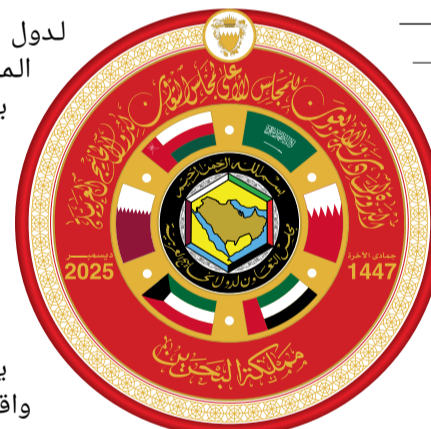 لدول
الم
الدورة السادسة والأربعون للمجلس الأعلى لمجلس التعاون لدول الخليج العربية
بسم الله الرحمن الرحيم
مجلس التعاون لدول الخليج العربية
جمادى الآخرة
1447
ديسمبر
2025
مملكة البحرين
واق